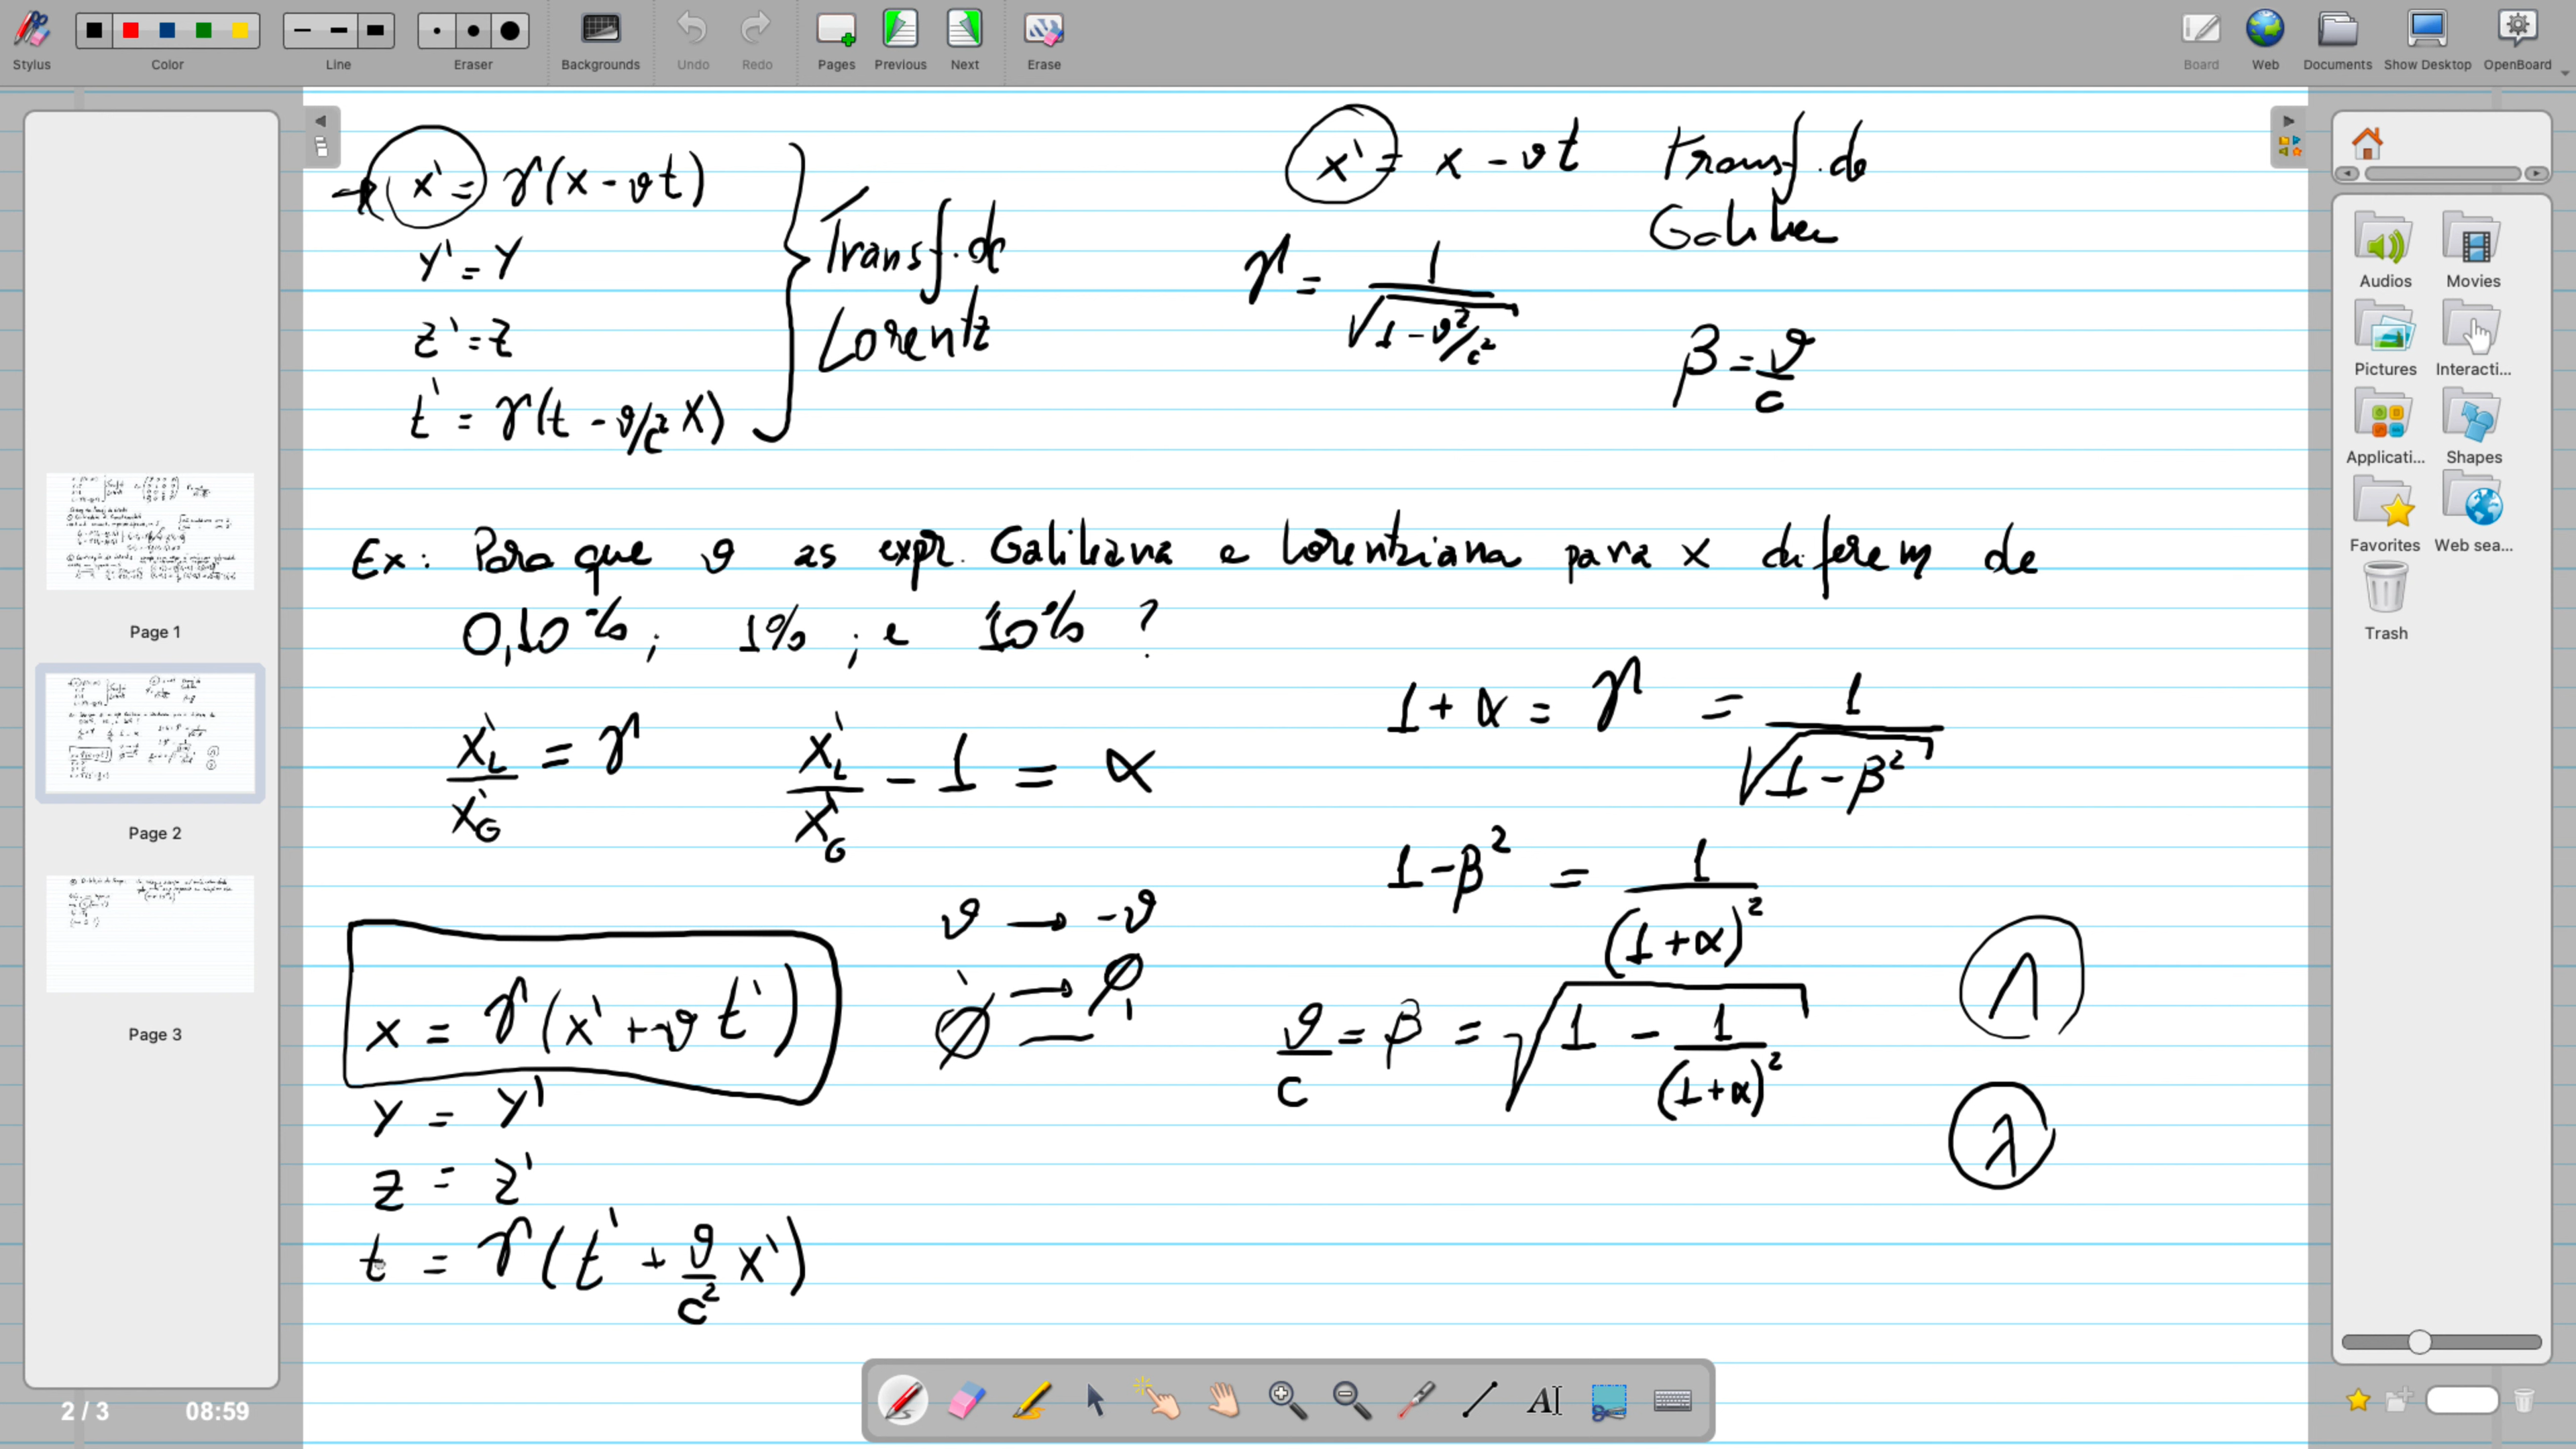 Stylus Color Line Eraser Backgrounds Undo Redo Pages Previous Next Erase Board Web Documents Show Desktop OpenBoard
x' = γ(x - vt)
y' = y
z' = z
t' = γ(t - v/c² x)
Transf. de
Lorentz
x' = x - vt Transf. de
Galileu
γ = 1/√(1 - v²/c²)
β = v/c
Ex: Para que v as expr. Galileana e Lorentziana para x diferem de
0,10%; 1%; e 10%?
x'L/x'G = γ
x'L/x'G - 1 = α
1 + α = γ = 1/√(1 - β²)
1 - β² = 1/(1+α)²
v/c = β = √(1 - 1/(1+α)²)
x = γ(x' + vt')
y = y'
z = z'
t = γ(t' + v/c² x')
v → -v
Λ
λ
Page 1
Page 2
Page 3
2 / 3 08:59
Audios Movies
Pictures Interacti...
Applicati... Shapes
Favorites Web sea...
Trash